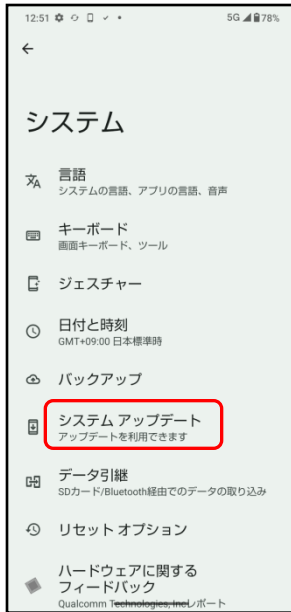 12:51 5G 78%
システム
言語
システムの言語、アプリの言語、音声
キーボード
画面キーボード、ツール
ジェスチャー
日付と時刻
GMT+09:00 日本標準時
バックアップ
システム アップデート
アップデートを利用できます
データ引継
SDカード/Bluetooth経由でのデータの取り込み
リセット オプション
ハードウェアに関する
フィードバック
Qualcomm Technologies, Inc.レポート